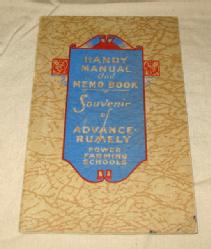 HANDY
MANUAL
and
MEMO BOOK
Souvenir
of
ADVANCE-
RUMELY
POWER
FARMING
SCHOOLS